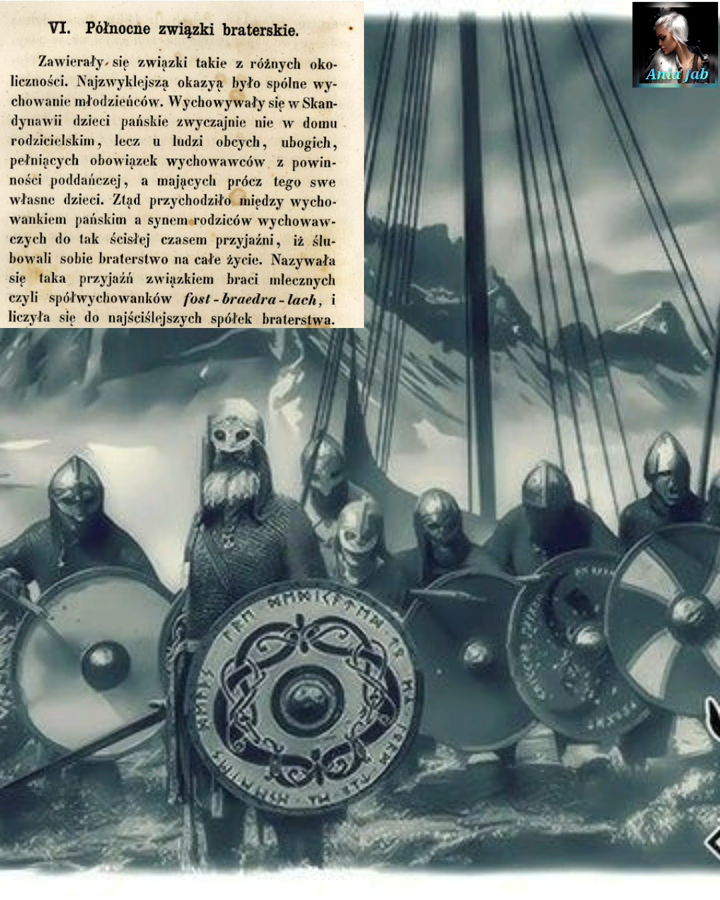 VI. Północne związki braterskie.
Zawierały się związki takie z różnych oko-
liczności. Najzwyklejszą okazyą było spólne wy-
chowanie młodzieńców. Wychowywały się w Skan-
dynawii dzieci pańskie zwyczajnie nie w domu
rodzicielskim, lecz u ludzi obcych, ubogich,
pełniących obowiązek wychowawców z powin-
ności poddańczej, a mających prócz tego swe
własne dzieci. Ztąd przychodziło między wycho-
wankiem pańskim a synem rodziców wychowaw-
czych do tak ścisłej czasem przyjaźni, iż ślu-
bowali sobie braterstwo na całe życie. Nazywała
się taka przyjaźń związkiem braci mlecznych
czyli spółwychowanków fost-braedra-lach, i
liczyła się do najściślejszych spółek braterstwa.
Ania jab